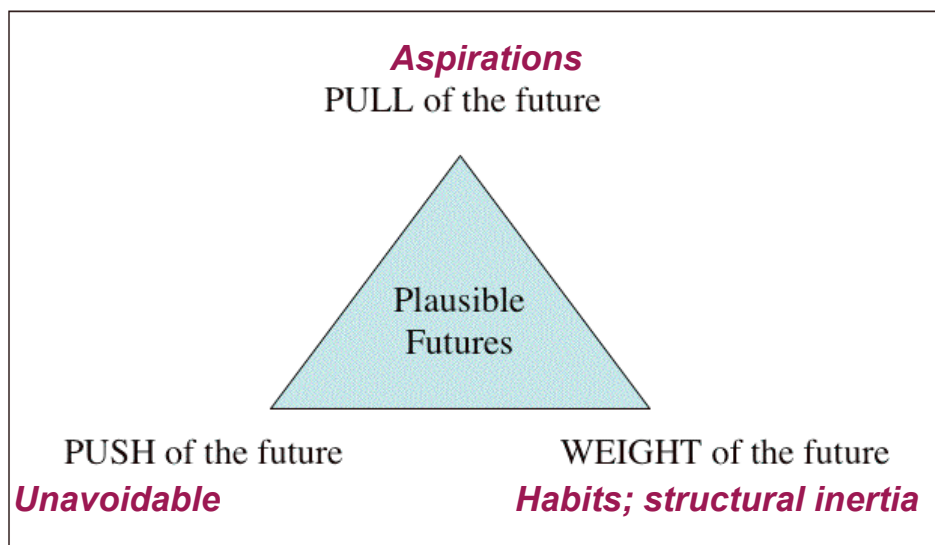 Aspirations
PULL of the future
Plausible
Futures
PUSH of the future
WEIGHT of the future
Unavoidable
Habits; structural inertia